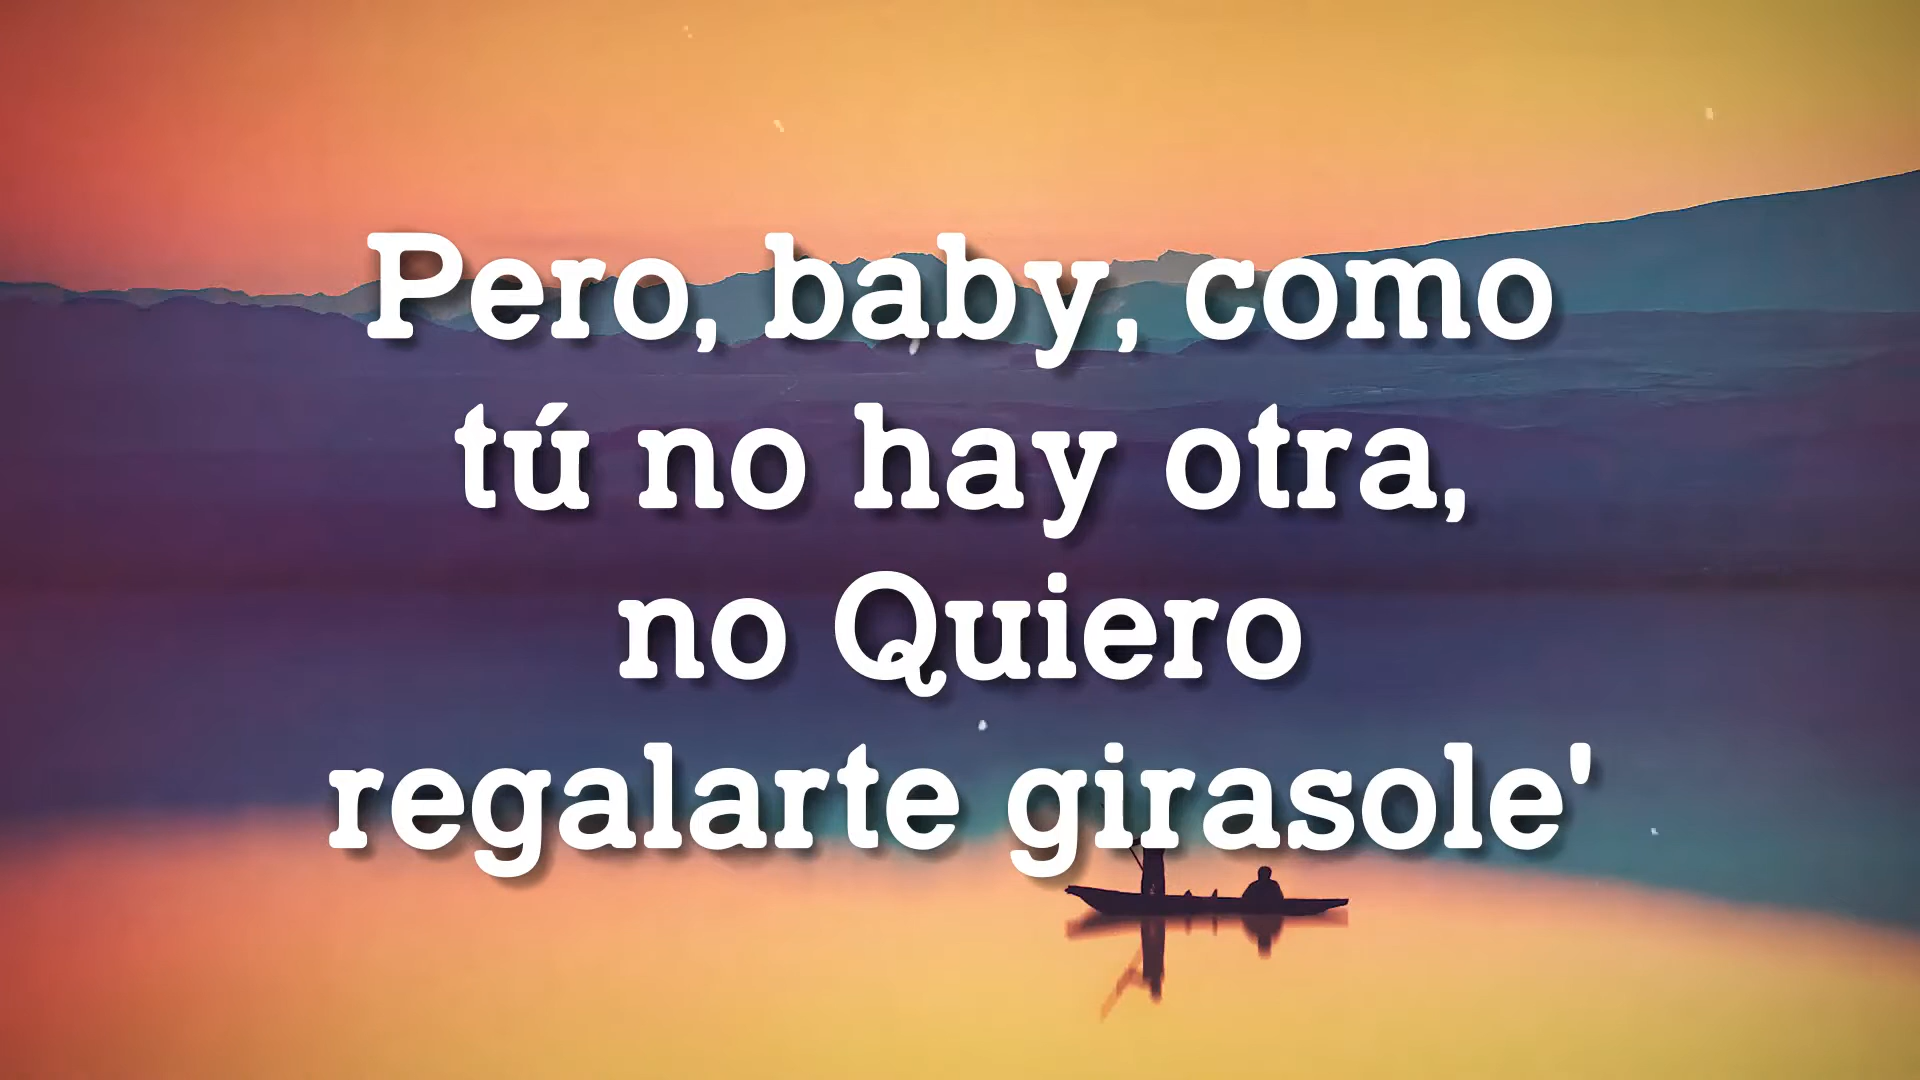 Pero, baby, como
tú no hay otra,
no Quiero
regalarte girasole'